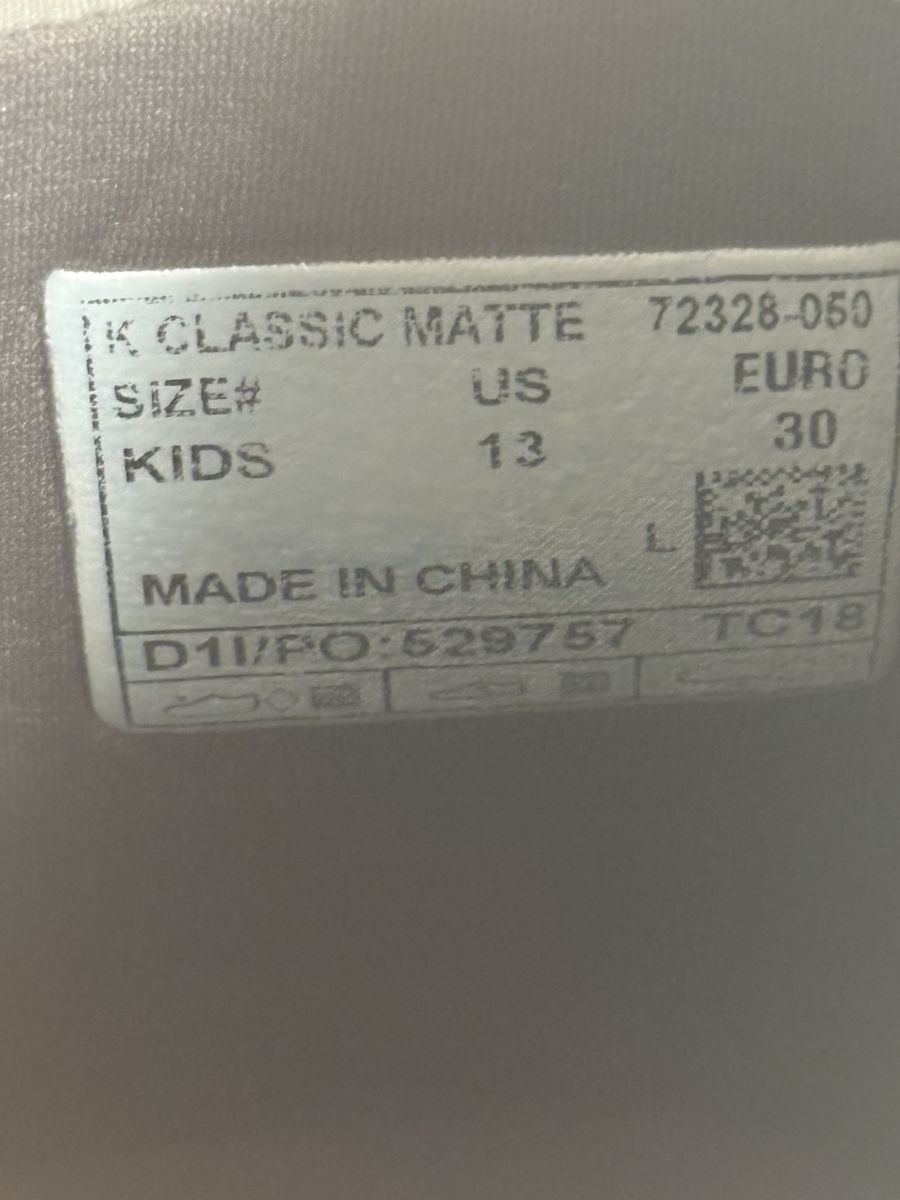 K CLASSIC MATTE 72328-050
SIZE# US EURO
KIDS 13 30
L
MADE IN CHINA
D1I/PO:529757 TC18